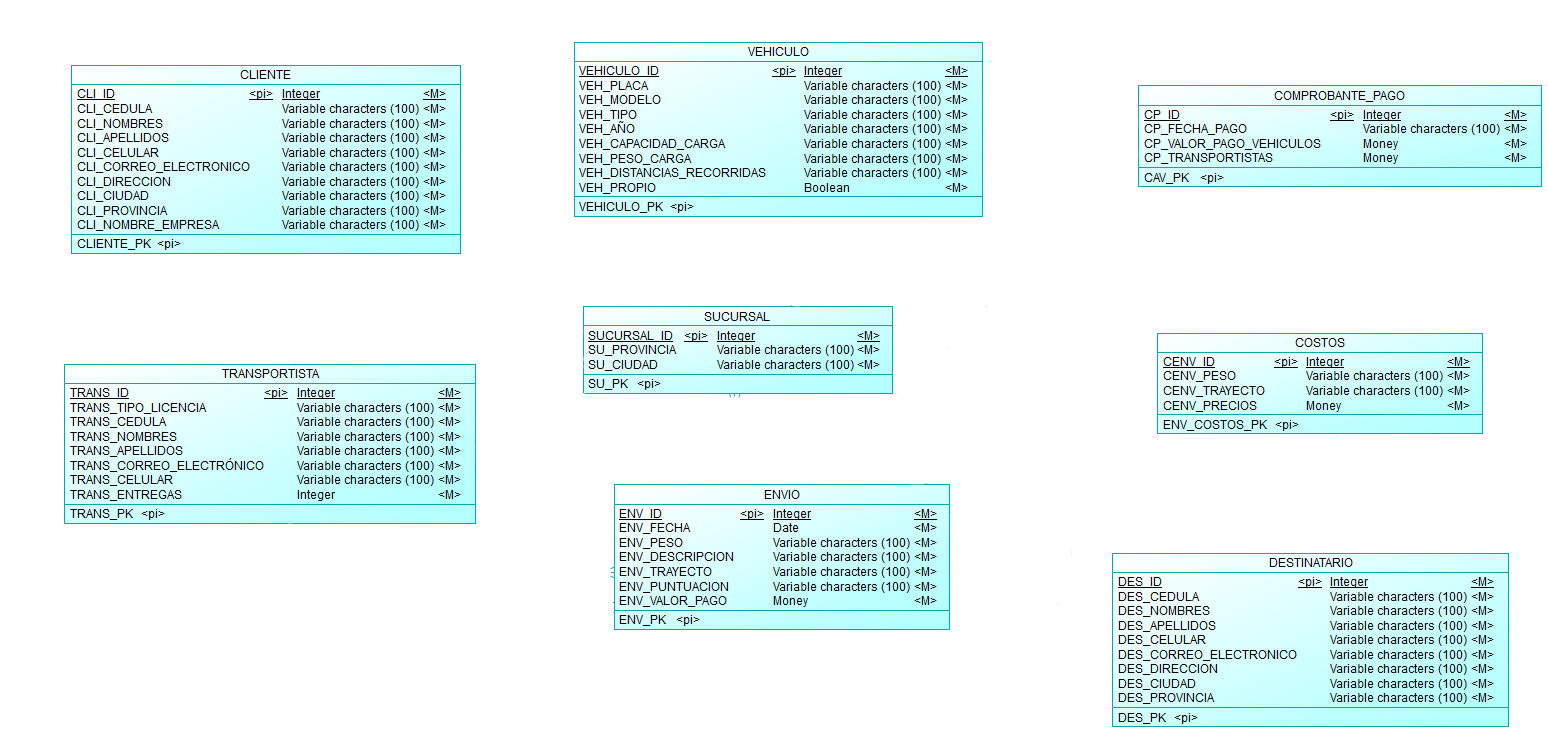 CLIENTE
CLI_ID <pi> Integer <M>
CLI_CEDULA Variable characters (100) <M>
CLI_NOMBRES Variable characters (100) <M>
CLI_APELLIDOS Variable characters (100) <M>
CLI_CELULAR Variable characters (100) <M>
CLI_CORREO_ELECTRONICO Variable characters (100) <M>
CLI_DIRECCION Variable characters (100) <M>
CLI_CIUDAD Variable characters (100) <M>
CLI_PROVINCIA Variable characters (100) <M>
CLI_NOMBRE_EMPRESA Variable characters (100) <M>
CLIENTE_PK <pi>
VEHICULO
VEHICULO_ID <pi> Integer <M>
VEH_PLACA Variable characters (100) <M>
VEH_MODELO Variable characters (100) <M>
VEH_TIPO Variable characters (100) <M>
VEH_AÑO Variable characters (100) <M>
VEH_CAPACIDAD_CARGA Variable characters (100) <M>
VEH_PESO_CARGA Variable characters (100) <M>
VEH_DISTANCIAS_RECORRIDAS Variable characters (100) <M>
VEH_PROPIO Boolean <M>
VEHICULO_PK <pi>
COMPROBANTE_PAGO
CP_ID <pi> Integer <M>
CP_FECHA_PAGO Variable characters (100) <M>
CP_VALOR_PAGO_VEHICULOS Money <M>
CP_TRANSPORTISTAS Money <M>
CAV_PK <pi>
TRANSPORTISTA
TRANS_ID <pi> Integer <M>
TRANS_TIPO_LICENCIA Variable characters (100) <M>
TRANS_CEDULA Variable characters (100) <M>
TRANS_NOMBRES Variable characters (100) <M>
TRANS_APELLIDOS Variable characters (100) <M>
TRANS_CORREO_ELECTRÓNICO Variable characters (100) <M>
TRANS_CELULAR Variable characters (100) <M>
TRANS_ENTREGAS Integer <M>
TRANS_PK <pi>
SUCURSAL
SUCURSAL_ID <pi> Integer <M>
SU_PROVINCIA Variable characters (100) <M>
SU_CIUDAD Variable characters (100) <M>
SU_PK <pi>
COSTOS
CENV_ID <pi> Integer <M>
CENV_PESO Variable characters (100) <M>
CENV_TRAYECTO Variable characters (100) <M>
CENV_PRECIOS Money <M>
ENV_COSTOS_PK <pi>
ENVIO
ENV_ID <pi> Integer <M>
ENV_FECHA Date <M>
ENV_PESO Variable characters (100) <M>
ENV_DESCRIPCION Variable characters (100) <M>
ENV_TRAYECTO Variable characters (100) <M>
ENV_PUNTUACION Variable characters (100) <M>
ENV_VALOR_PAGO Money <M>
ENV_PK <pi>
DESTINATARIO
DES_ID <pi> Integer <M>
DES_CEDULA Variable characters (100) <M>
DES_NOMBRES Variable characters (100) <M>
DES_APELLIDOS Variable characters (100) <M>
DES_CELULAR Variable characters (100) <M>
DES_CORREO_ELECTRONICO Variable characters (100) <M>
DES_DIRECCION Variable characters (100) <M>
DES_CIUDAD Variable characters (100) <M>
DES_PROVINCIA Variable characters (100) <M>
DES_PK <pi>